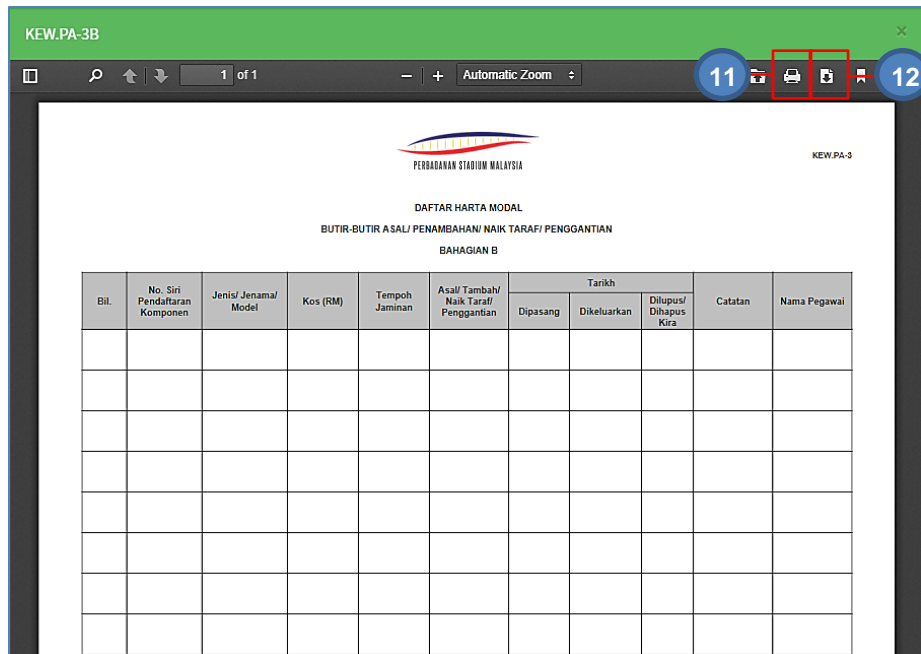 KEW.PA-3B
×
1 of 1
− + Automatic Zoom
11
12
PERBADANAN STADIUM MALAYSIA
KEW.PA-3
DAFTAR HARTA MODAL
BUTIR-BUTIR ASAL/ PENAMBAHAN/ NAIK TARAF/ PENGGANTIAN
BAHAGIAN B
Bil.
No. Siri
Pendaftaran
Komponen
Jenis/ Jenama/
Model
Kos (RM)
Tempoh
Jaminan
Asal/ Tambah/
Naik Taraf/
Penggantian
Tarikh
Dipasang
Dikeluarkan
Dilupus/
Dihapus
Kira
Catatan
Nama Pegawai